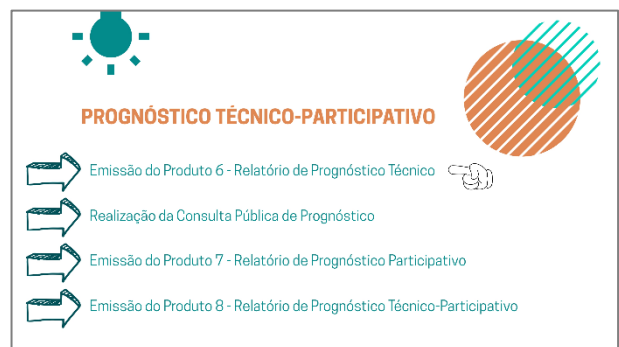 PROGNÓSTICO TÉCNICO-PARTICIPATIVO
Emissão do Produto 6 - Relatório de Prognóstico Técnico
Realização da Consulta Pública de Prognóstico
Emissão do Produto 7 - Relatório de Prognóstico Participativo
Emissão do Produto 8 - Relatório de Prognóstico Técnico-Participativo